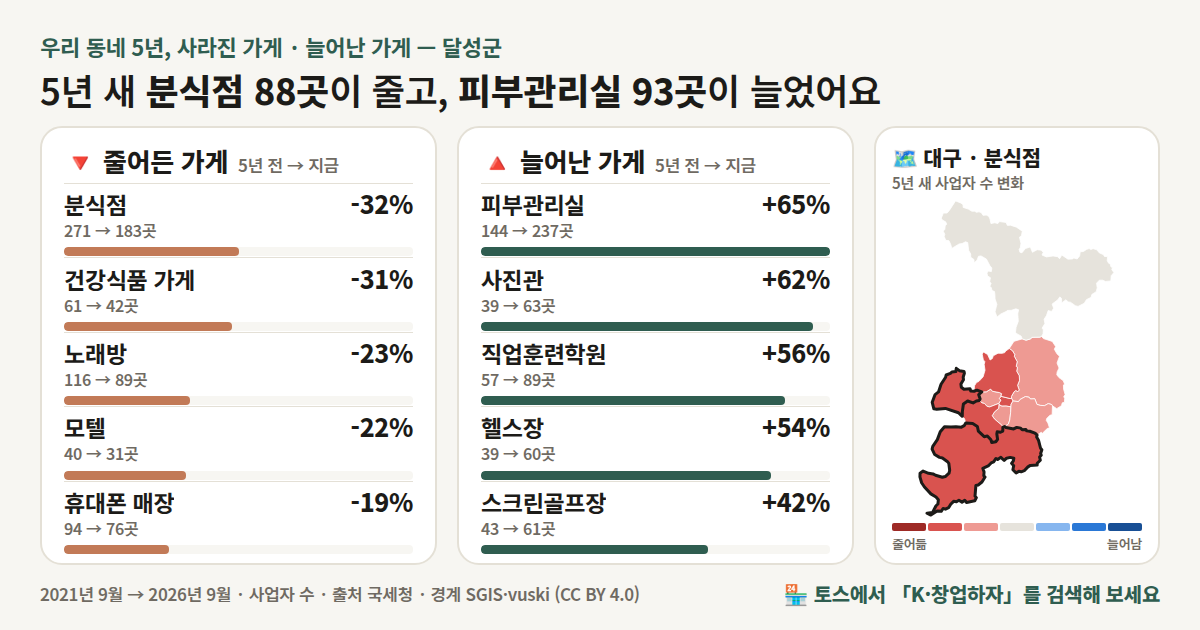 우리 동네 5년, 사라진 가게 · 늘어난 가게 — 달성군
5년 새 분식점 88곳이 줄고, 피부관리실 93곳이 늘었어요
줄어든 가게 5년 전 → 지금
분식점 -32%
271 → 183곳
건강식품 가게 -31%
61 → 42곳
노래방 -23%
116 → 89곳
모텔 -22%
40 → 31곳
휴대폰 매장 -19%
94 → 76곳
늘어난 가게 5년 전 → 지금
피부관리실 +65%
144 → 237곳
사진관 +62%
39 → 63곳
직업훈련학원 +56%
57 → 89곳
헬스장 +54%
39 → 60곳
스크린골프장 +42%
43 → 61곳
대구 · 분식점
5년 새 사업자 수 변화
줄어듦 늘어남
2021년 9월 → 2026년 9월 · 사업자 수 · 출처 국세청 · 경계 SGIS·vuski (CC BY 4.0)
토스에서 「K·창업하자」를 검색해 보세요